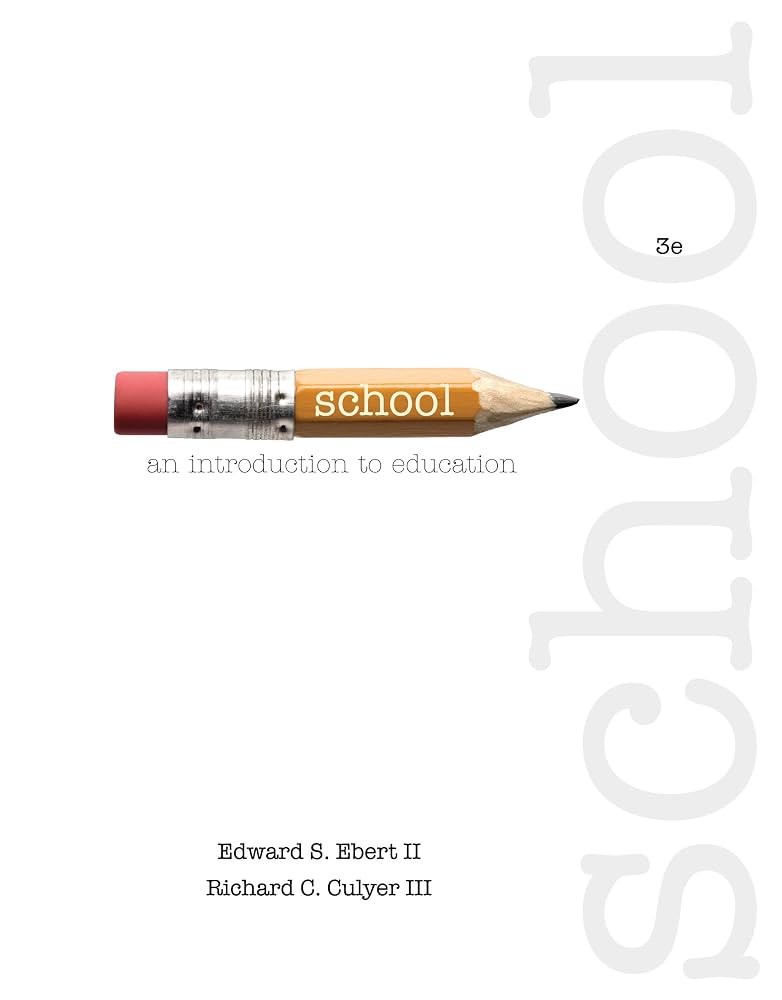 school
3e
school
an introduction to education
Edward S. Ebert II
Richard C. Culyer III